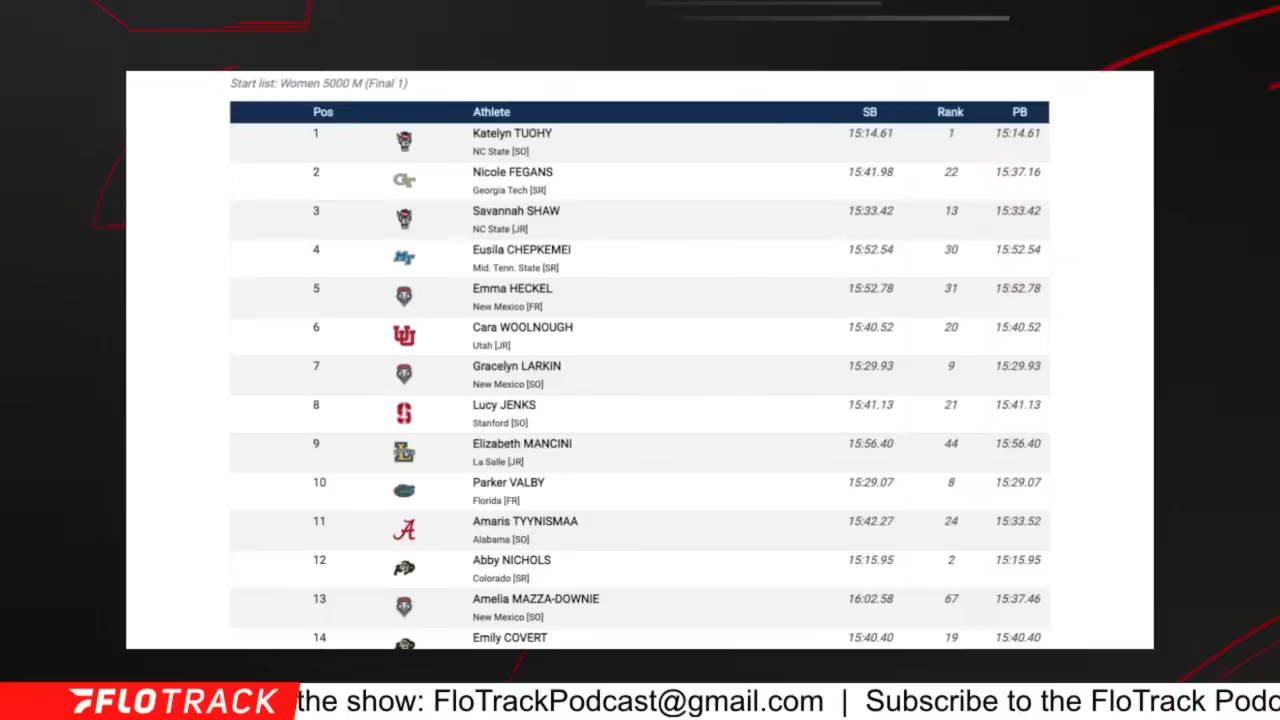 Start list: Women 5000 M (Final 1)
Pos Athlete SB Rank PB
1 Katelyn TUOHY 15:14.61 1 15:14.61
NC State [SO]
2 Nicole FEGANS 15:41.98 22 15:37.16
Georgia Tech [SR]
3 Savannah SHAW 15:33.42 13 15:33.42
NC State [JR]
4 Eusila CHEPKEMEI 15:52.54 30 15:52.54
Mid. Tenn. State [SR]
5 Emma HECKEL 15:52.78 31 15:52.78
New Mexico [FR]
6 Cara WOOLNOUGH 15:40.52 20 15:40.52
Utah [JR]
7 Gracelyn LARKIN 15:29.93 9 15:29.93
New Mexico [SO]
8 Lucy JENKS 15:41.13 21 15:41.13
Stanford [SO]
9 Elizabeth MANCINI 15:56.40 44 15:56.40
La Salle [JR]
10 Parker VALBY 15:29.07 8 15:29.07
Florida [FR]
11 Amaris TYYNISMAA 15:42.27 24 15:33.52
Alabama [SO]
12 Abby NICHOLS 15:15.95 2 15:15.95
Colorado [SR]
13 Amelia MAZZA-DOWNIE 16:02.58 67 15:37.46
New Mexico [SO]
14 Emily COVERT 15:40.40 19 15:40.40
FLOTRACK the show: FloTrackPodcast@gmail.com | Subscribe to the FloTrack Podc